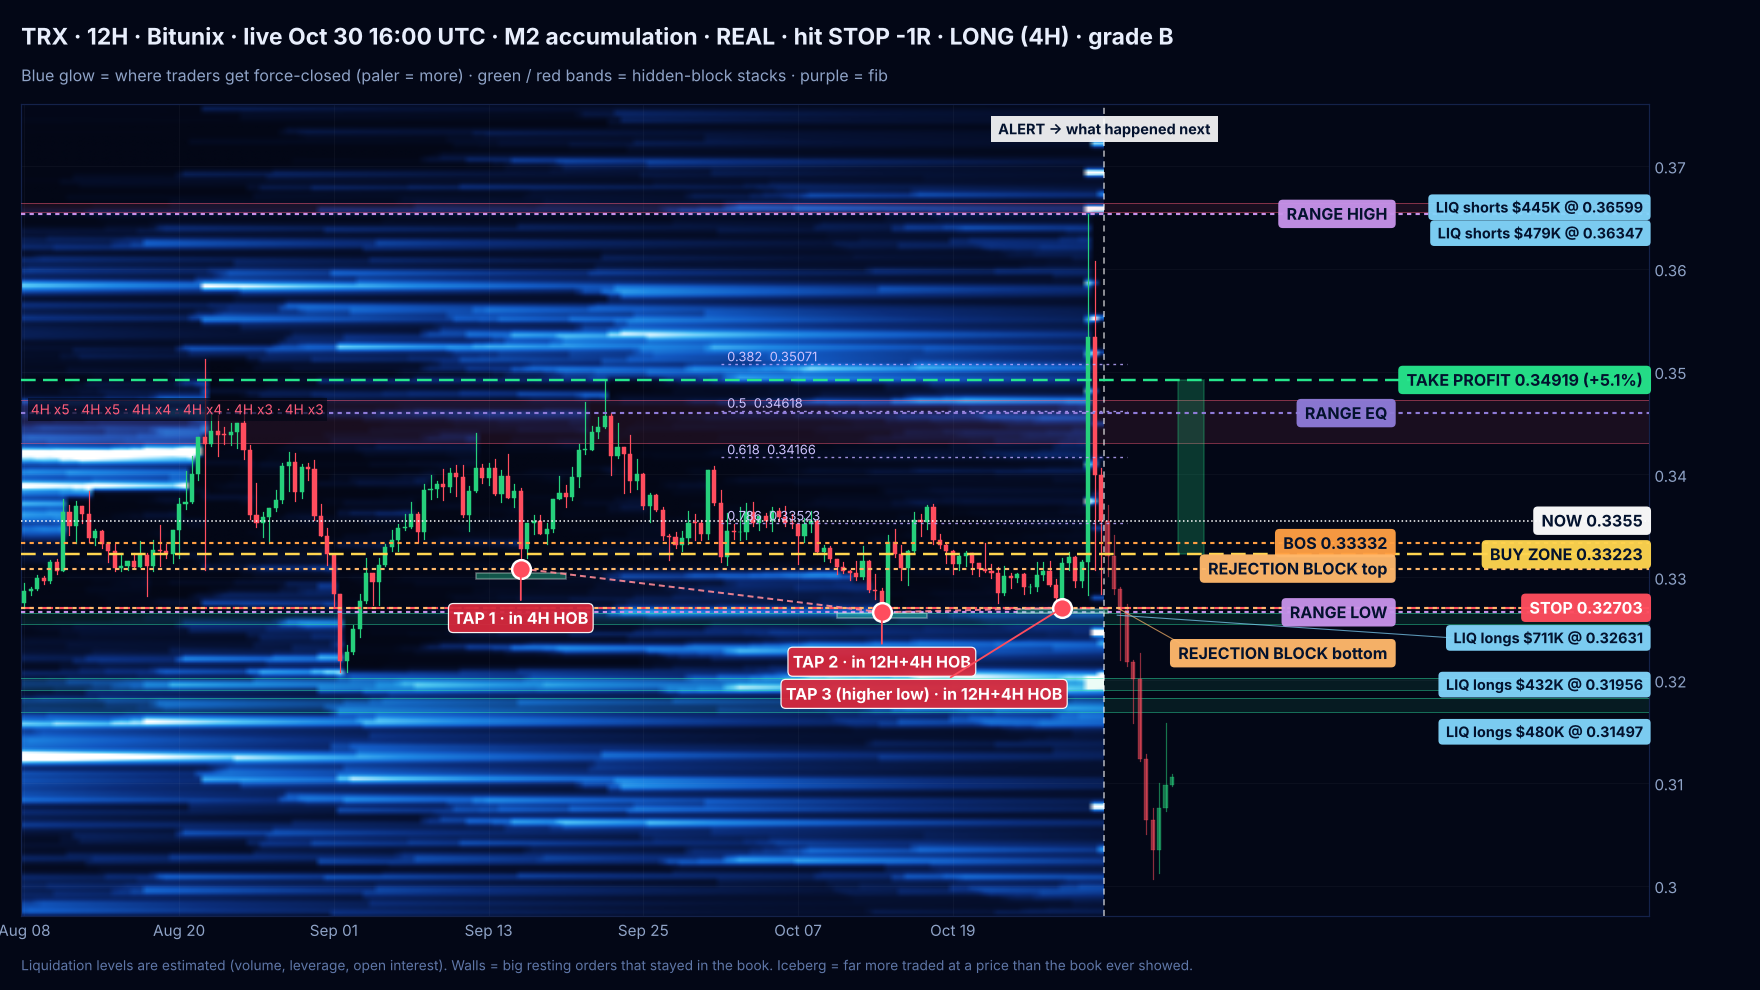 TRX · 12H · Bitunix · live Oct 30 16:00 UTC · M2 accumulation · REAL · hit STOP -1R · LONG (4H) · grade B
Blue glow = where traders get force-closed (paler = more) · green / red bands = hidden-block stacks · purple = fib
ALERT → what happened next
0.37
RANGE HIGH
LIQ shorts $445K @ 0.36599
LIQ shorts $479K @ 0.36347
0.36
0.382 0.35071
0.35
TAKE PROFIT 0.34919 (+5.1%)
4H x5 · 4H x5 · 4H x4 · 4H x4 · 4H x3 · 4H x3
0.5 0.34618
RANGE EQ
0.618 0.34166
0.34
0.786 0.33523
NOW 0.3355
BOS 0.33332
BUY ZONE 0.33223
REJECTION BLOCK top
0.33
TAP 1 · in 4H HOB
RANGE LOW
STOP 0.32703
LIQ longs $711K @ 0.32631
REJECTION BLOCK bottom
TAP 2 · in 12H+4H HOB
TAP 3 (higher low) · in 12H+4H HOB
LIQ longs $432K @ 0.31956
0.32
LIQ longs $480K @ 0.31497
0.31
0.3
Aug 08
Aug 20
Sep 01
Sep 13
Sep 25
Oct 07
Oct 19
Liquidation levels are estimated (volume, leverage, open interest). Walls = big resting orders that stayed in the book. Iceberg = far more traded at a price than the book ever showed.